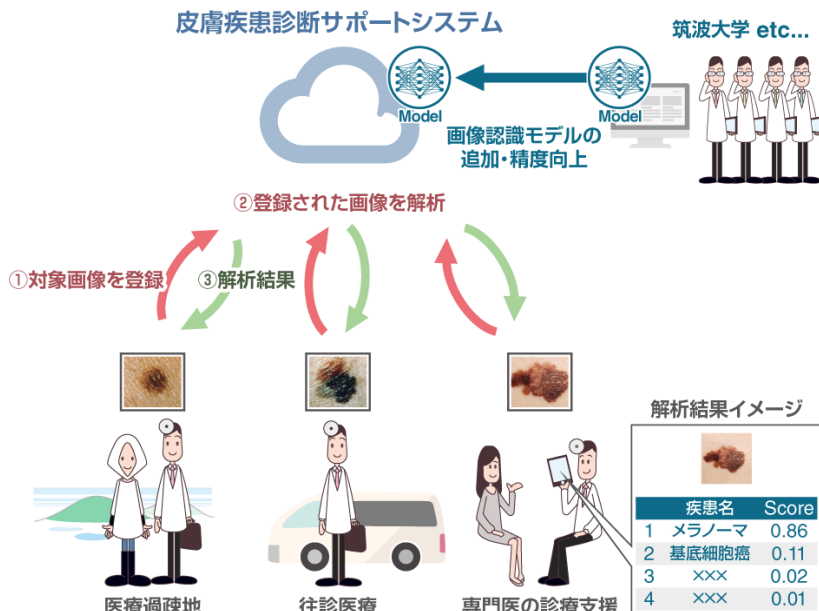 皮膚疾患診断サポートシステム
筑波大学 etc...
Model
Model
画像認識モデルの
追加・精度向上
②登録された画像を解析
①対象画像を登録
③解析結果
解析結果イメージ
疾患名 Score
1 メラノーマ 0.86
2 基底細胞癌 0.11
3 ××× 0.02
4 ××× 0.01
医療過疎地
往診医療
専門医の診療支援